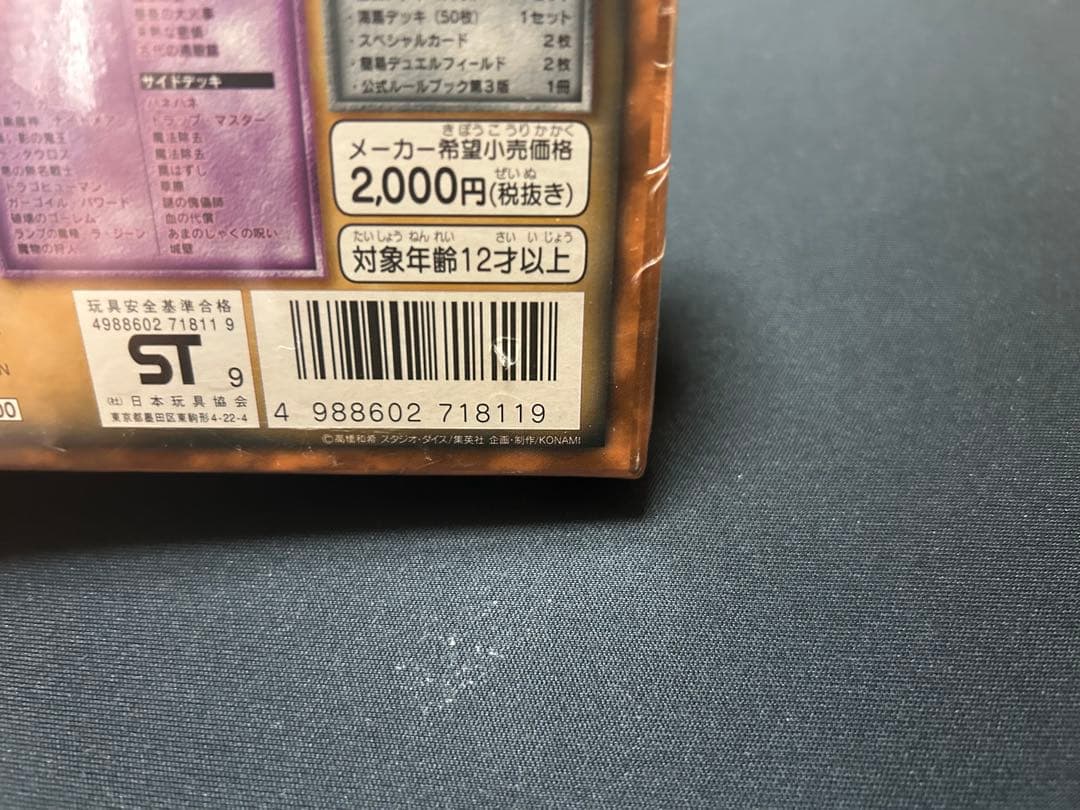 サイドデッキ
ハネハネ
トラップ マスター
魔法除去
影の魔王
魔法除去
罠はずし
ドラゴヒューマン
ガーゴイル・パワード
謎の傀儡師
破壊のゴーレム
血の代償
ランプの魔精 ラ・ジーン
あまのじゃくの呪い
魔物の狩人
城壁
デッキ(50枚) 1セット
・スペシャルカード 2枚
・簡易デュエルフィールド 2枚
・公式ルールブック第3版 1冊
きぼうこうりかかく
メーカー希望小売価格
ぜいぬ
2,000円(税抜き)
たいしょうねんれい さいいじょう
対象年齢12才以上
玩具安全基準合格
4988602 71811 9
ST 9
(社)日本玩具協会
東京都墨田区東駒形4-22-4
4 988602 718119
©高橋和希 スタジオ・ダイス/集英社 企画・制作/KONAMI